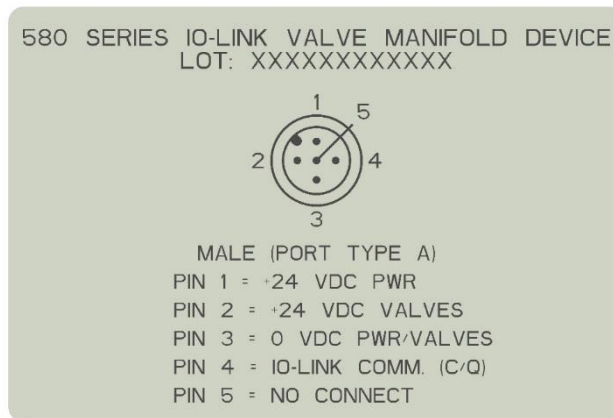 580 SERIES IO-LINK VALVE MANIFOLD DEVICE
LOT: XXXXXXXXXXXX
1
5
2
4
3
MALE (PORT TYPE A)
PIN 1 = +24 VDC PWR
PIN 2 = +24 VDC VALVES
PIN 3 = 0 VDC PWR/VALVES
PIN 4 = IO-LINK COMM. (C/Q)
PIN 5 = NO CONNECT